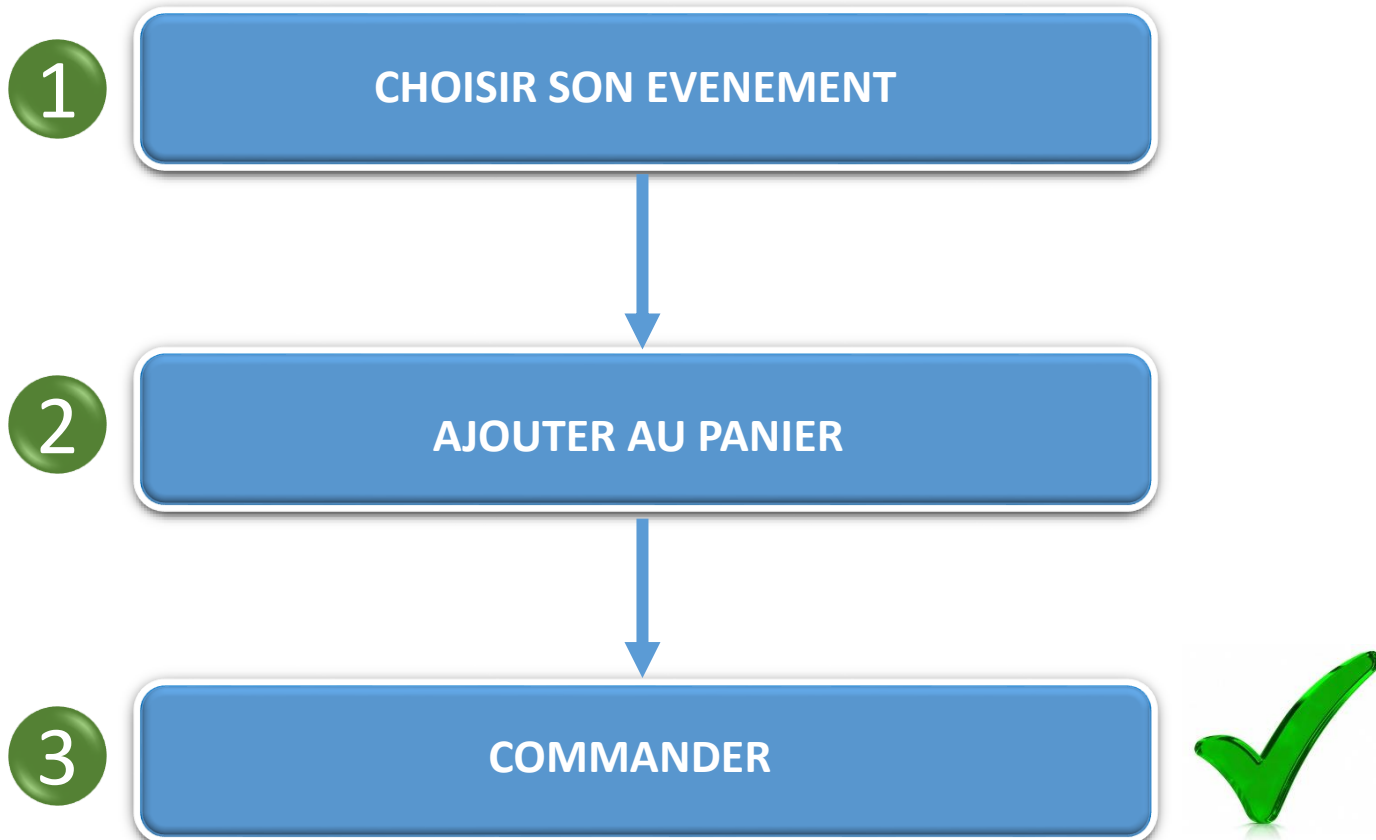 1
CHOISIR SON EVENEMENT
2
AJOUTER AU PANIER
3
COMMANDER